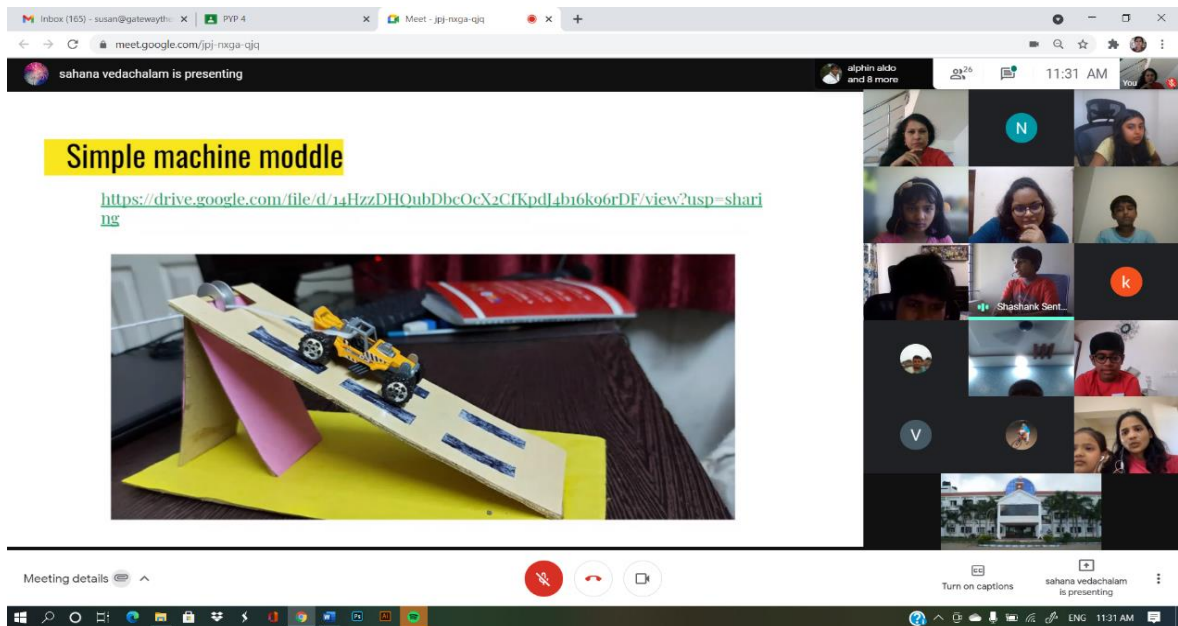 Inbox (165) - susan@gatewaythe
PYP 4
Meet - jpj-nxga-qjq
meet.google.com/jpj-nxga-qjq
sahana vedachalam is presenting
alphin aldo
and 8 more
26
11:31 AM
You
Simple machine moddle
https://drive.google.com/file/d/14HzzDHQubDbcOcX2CfKpdJ4b16k96rDF/view?usp=shari
ng
N
Shashank Sent...
k
V
Meeting details
Turn on captions
sahana vedachalam
is presenting
ENG 11:31 AM